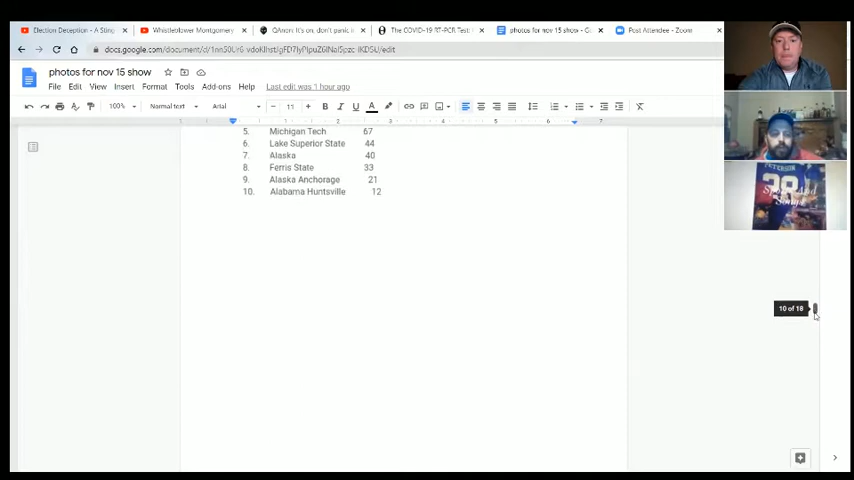 Election Deception - A Sting
Whistleblower Montgomery
QAnon: It's on, don't panic
The COVID-19 RT-PCR Test:
photos for nov 15 show - G
Post Attendee - Zoom
photos for nov 15 show
File Edit View Insert Format Tools Add-ons Help Last edit was 1 hour ago
100% Normal text Arial 11
5. Michigan Tech 67
6. Lake Superior State 44
7. Alaska 40
8. Ferris State 33
9. Alaska Anchorage 21
10. Alabama Huntsville 12
10 of 18